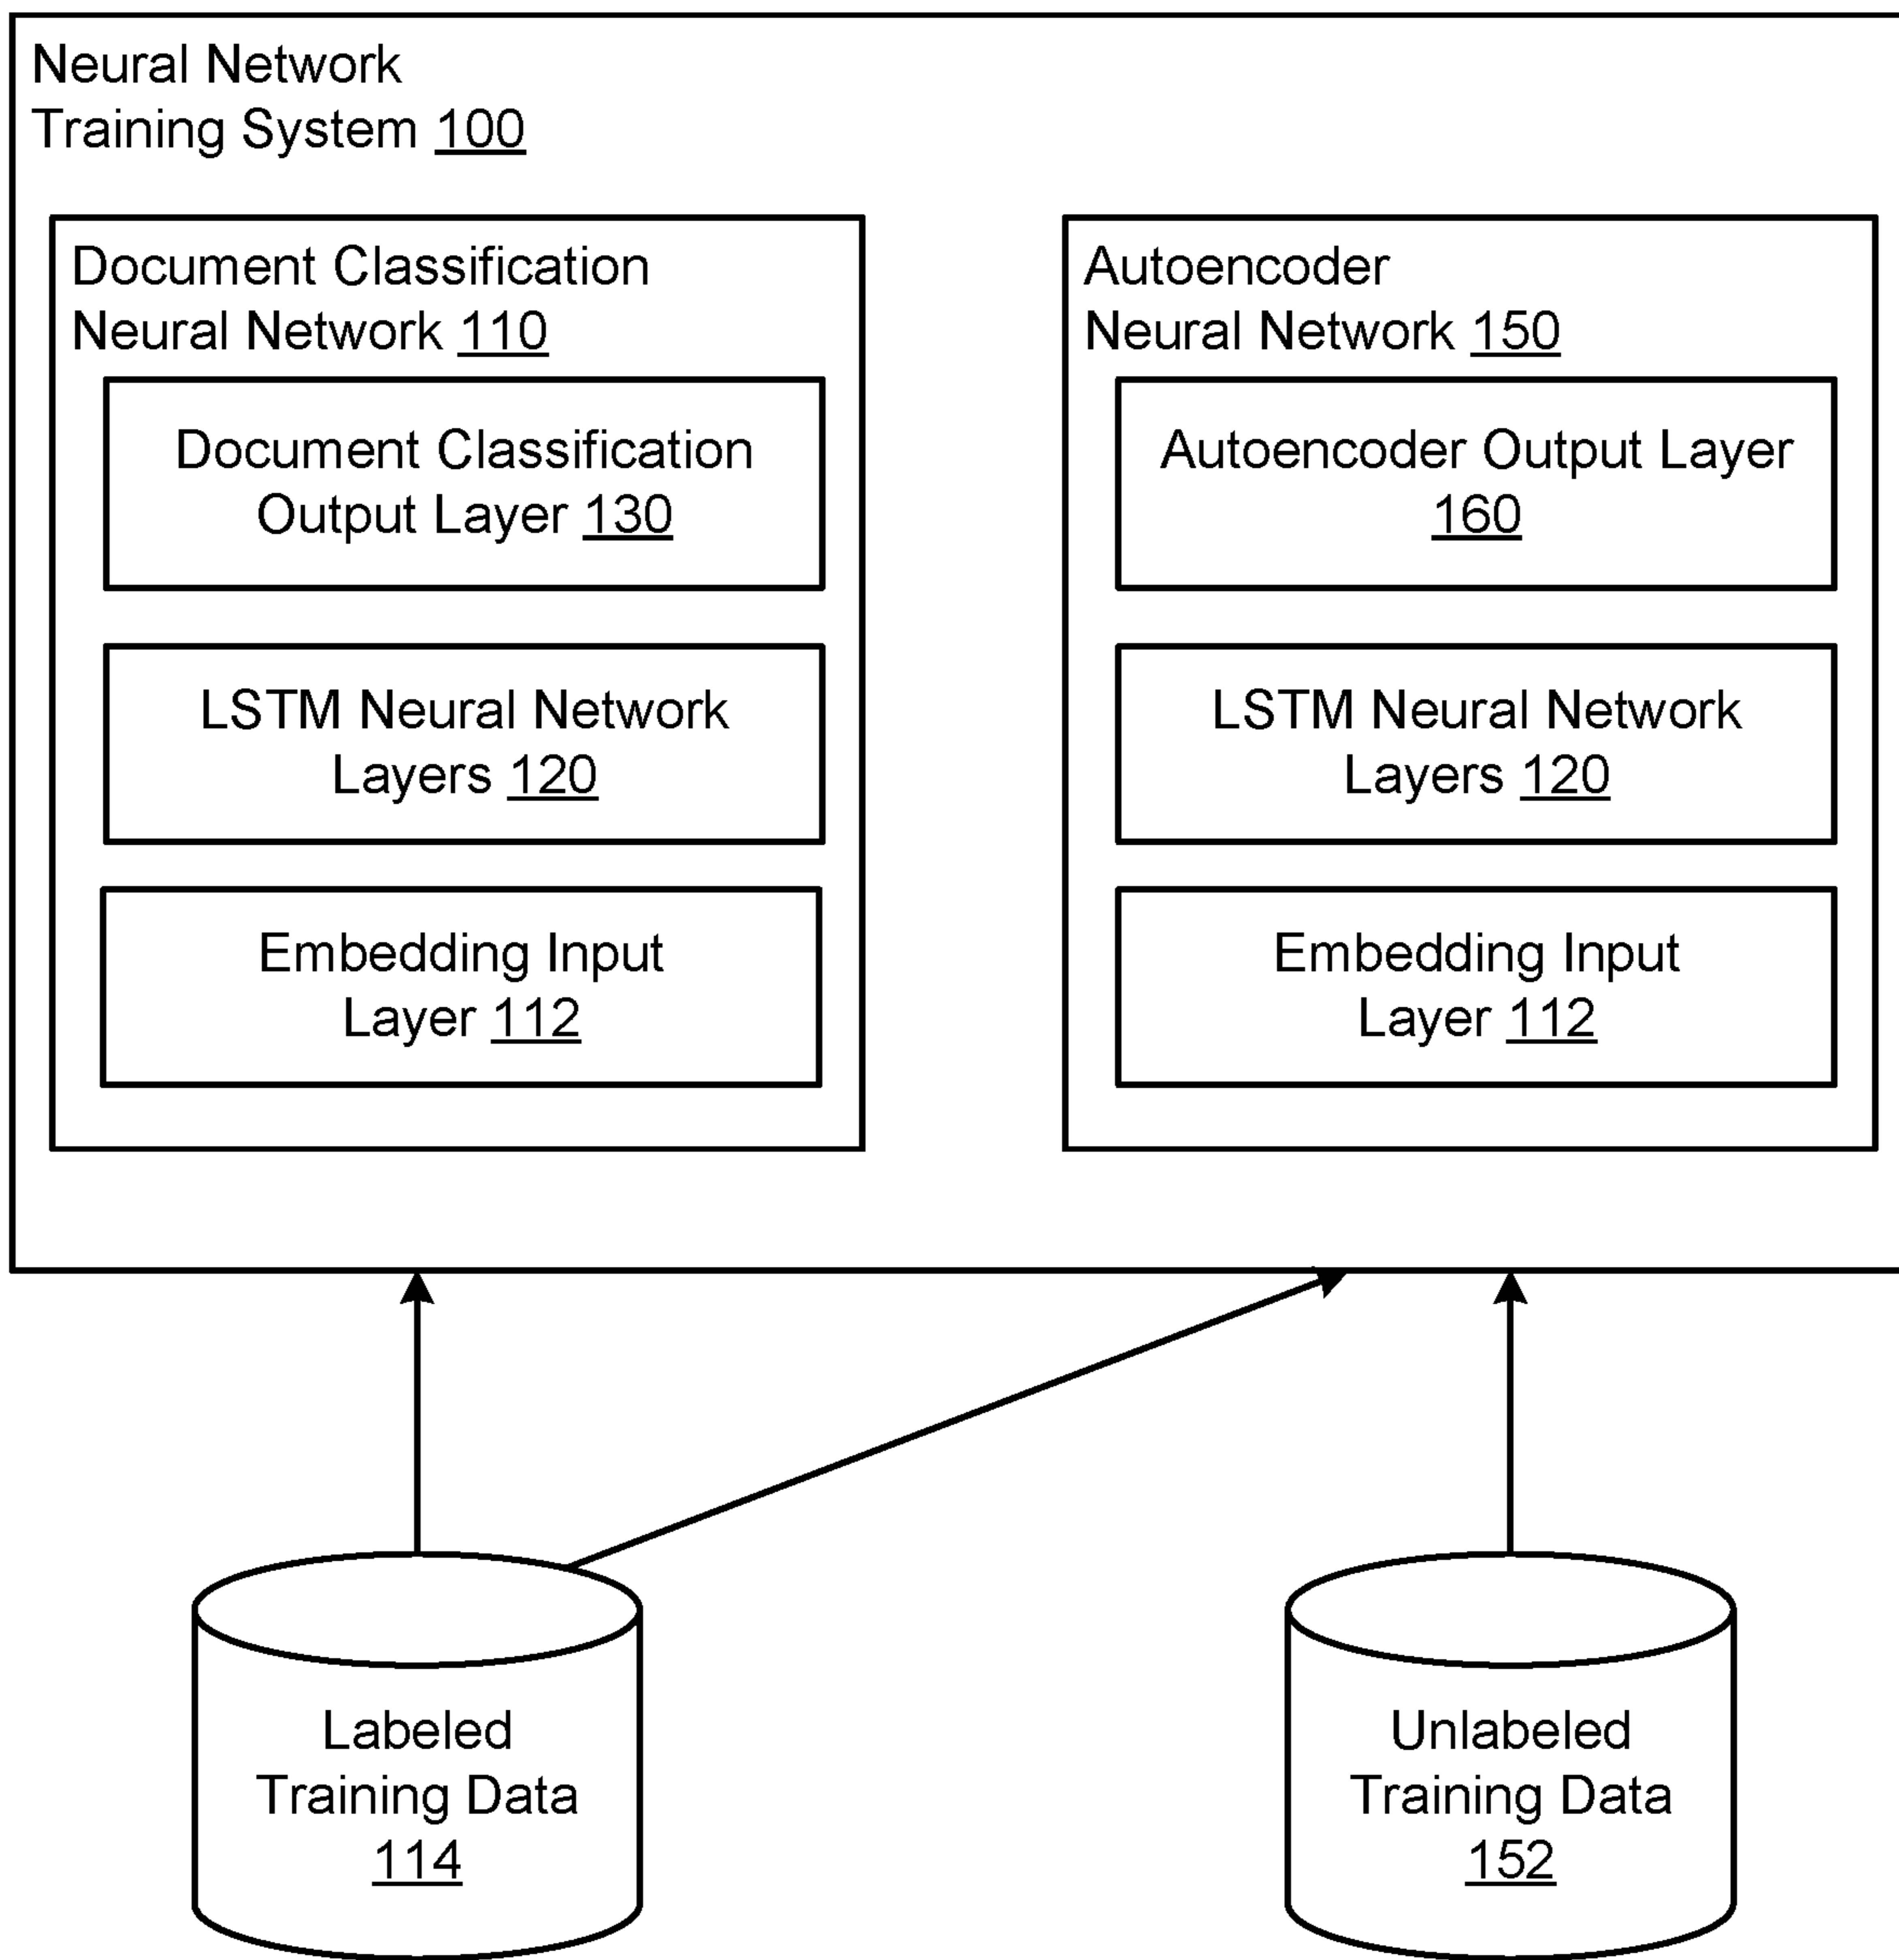 Neural Network
Training System 100
Document Classification
Neural Network 110
Document Classification
Output Layer 130
LSTM Neural Network
Layers 120
Embedding Input
Layer 112
Autoencoder
Neural Network 150
Autoencoder Output Layer
160
LSTM Neural Network
Layers 120
Embedding Input
Layer 112
Labeled
Training Data
114
Unlabeled
Training Data
152